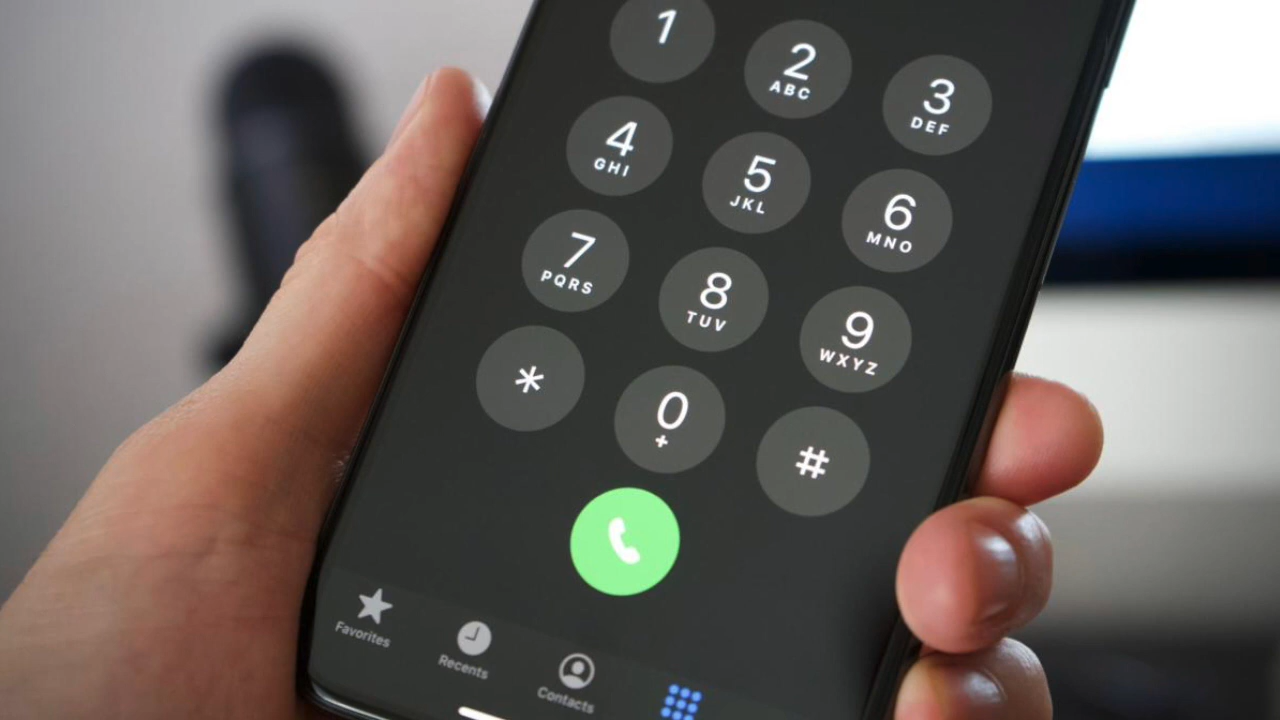 1
2
ABC
3
DEF
4
GHI
5
JKL
6
MNO
7
PQRS
8
TUV
9
WXYZ
*
0
+
#
Favorites
Recents
Contacts